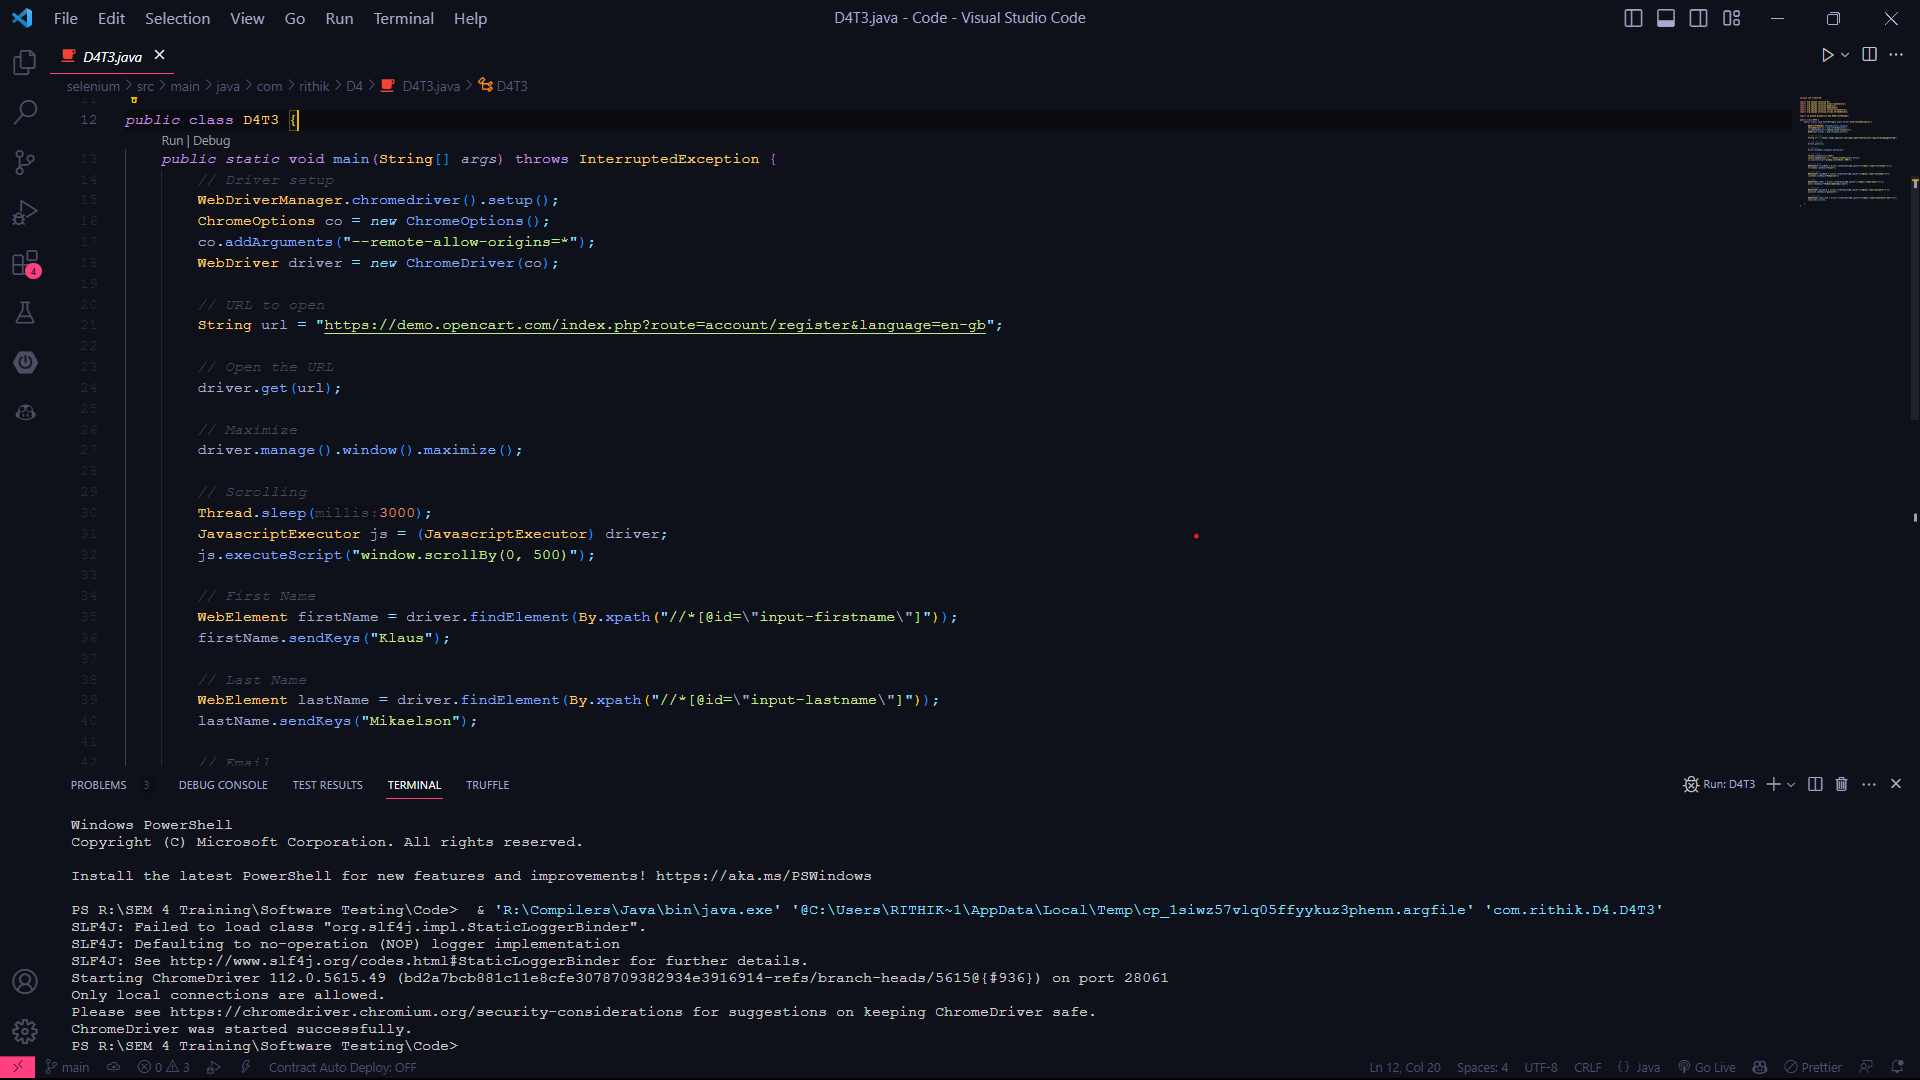 File Edit Selection View Go Run Terminal Help
D4T3.java - Code - Visual Studio Code
D4T3.java
selenium > src > main > java > com > rithik > D4 > D4T3.java > D4T3
11
12 public class D4T3 {
Run | Debug
13 public static void main(String[] args) throws InterruptedException {
14 // Driver setup
15 WebDriverManager.chromedriver().setup();
16 ChromeOptions co = new ChromeOptions();
17 co.addArguments("--remote-allow-origins=*");
18 WebDriver driver = new ChromeDriver(co);
19
20 // URL to open
21 String url = "https://demo.opencart.com/index.php?route=account/register&language=en-gb";
22
23 // Open the URL
24 driver.get(url);
25
26 // Maximize
27 driver.manage().window().maximize();
28
29 // Scrolling
30 Thread.sleep(millis:3000);
31 JavascriptExecutor js = (JavascriptExecutor) driver;
32 js.executeScript("window.scrollBy(0, 500)");
33
34 // First Name
35 WebElement firstName = driver.findElement(By.xpath("//*[@id=\"input-firstname\"]"));
36 firstName.sendKeys("Klaus");
37
38 // Last Name
39 WebElement lastName = driver.findElement(By.xpath("//*[@id=\"input-lastname\"]"));
40 lastName.sendKeys("Mikaelson");
41
42 // Email
4
PROBLEMS 3 DEBUG CONSOLE TEST RESULTS TERMINAL TRUFFLE
Run: D4T3
Windows PowerShell
Copyright (C) Microsoft Corporation. All rights reserved.
Install the latest PowerShell for new features and improvements! https://aka.ms/PSWindows
PS R:\SEM 4 Training\Software Testing\Code>  & 'R:\Compilers\Java\bin\java.exe' '@C:\Users\RITHIK~1\AppData\Local\Temp\cp_1siwz57vlq05ffyykuz3phenn.argfile' 'com.rithik.D4.D4T3'
SLF4J: Failed to load class "org.slf4j.impl.StaticLoggerBinder".
SLF4J: Defaulting to no-operation (NOP) logger implementation
SLF4J: See http://www.slf4j.org/codes.html#StaticLoggerBinder for further details.
Starting ChromeDriver 112.0.5615.49 (bd2a7bcb881c11e8cfe3078709382934e3916914-refs/branch-heads/5615@{#936}) on port 28061
Only local connections are allowed.
Please see https://chromedriver.chromium.org/security-considerations for suggestions on keeping ChromeDriver safe.
ChromeDriver was started successfully.
PS R:\SEM 4 Training\Software Testing\Code>
main 0 3 Contract Auto Deploy: OFF
Ln 12, Col 20 Spaces: 4 UTF-8 CRLF {} Java Go Live Prettier